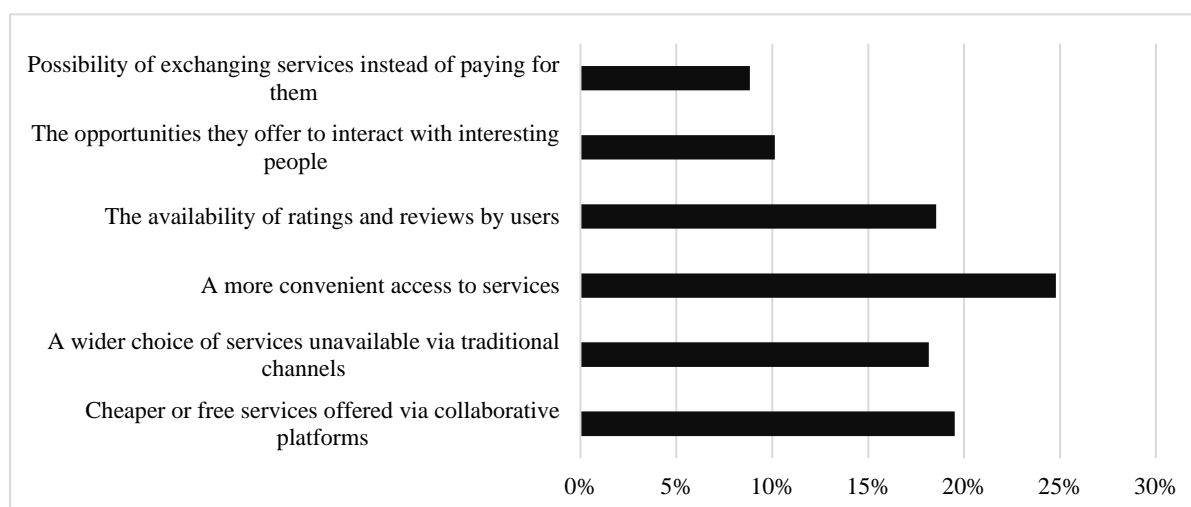 Possibility of exchanging services instead of paying for
them
The opportunities they offer to interact with interesting
people
The availability of ratings and reviews by users
A more convenient access to services
A wider choice of services unavailable via traditional
channels
Cheaper or free services offered via collaborative
platforms
0% 5% 10% 15% 20% 25% 30%